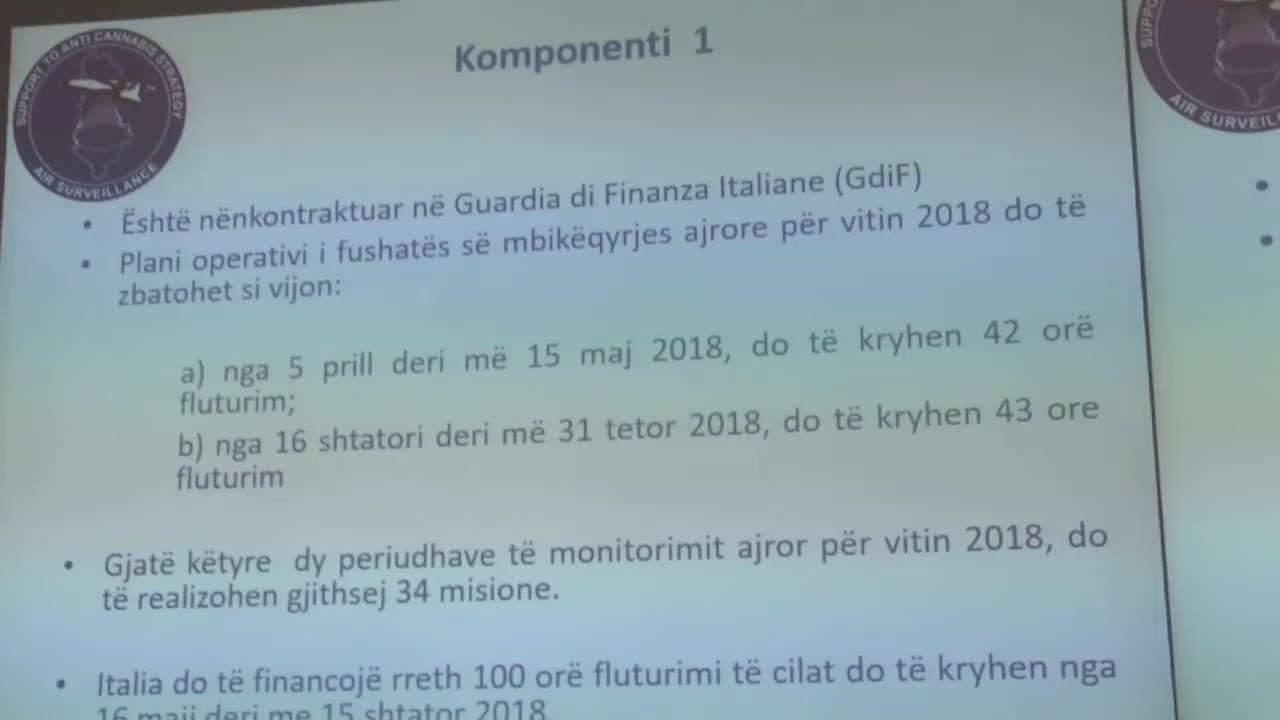 SUPPORT TO ANTI CANNABIS STRATEGY
AIR SURVEILLANCE
Komponenti 1
• Është nënkontraktuar në Guardia di Finanza Italiane (GdiF)
• Plani operativi i fushatës së mbikëqyrjes ajrore për vitin 2018 do të
zbatohet si vijon:
a) nga 5 prill deri më 15 maj 2018, do të kryhen 42 orë
fluturim;
b) nga 16 shtatori deri më 31 tetor 2018, do të kryhen 43 ore
fluturim
• Gjatë këtyre dy periudhave të monitorimit ajror për vitin 2018, do
të realizohen gjithsej 34 misione.
• Italia do të financojë rreth 100 orë fluturimi të cilat do të kryhen nga
16 maji deri me 15 shtator 2018.
SUPPO
AIR SURVEIL